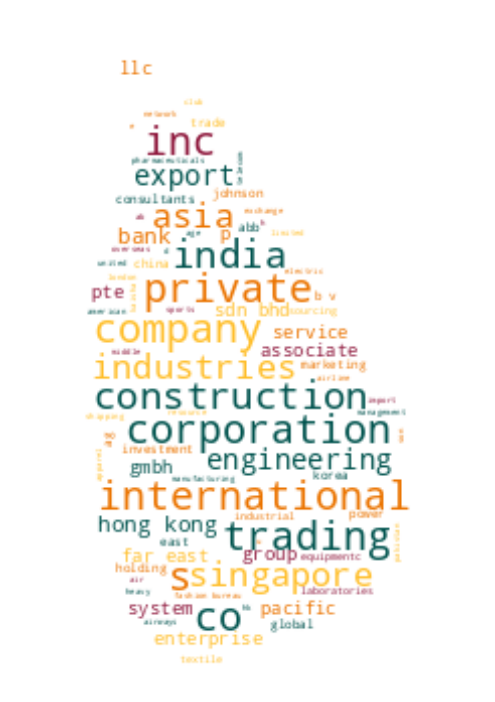 llc
club
network
trade
inc
pharmaceuticals
export
johnson
consultants
exchange
asia
abb
bank
age
p
limited
overseas
india
united
china
electric
london
private
pte
b v
sports
sdn bhd
sourcing
american
company
service
middle
associate
industries
marketing
airline
construction
import
management
shipping
corporation
ag
investment
engineering
gmbh
korea
manufacturing
international
industrial
power
hong kong
trading
east
far east
group
equipmentc
holding
s
singapore
air
heavy
laboratories
fashion bureau
system
co
hk
pacific
airways
global
enterprise
textile